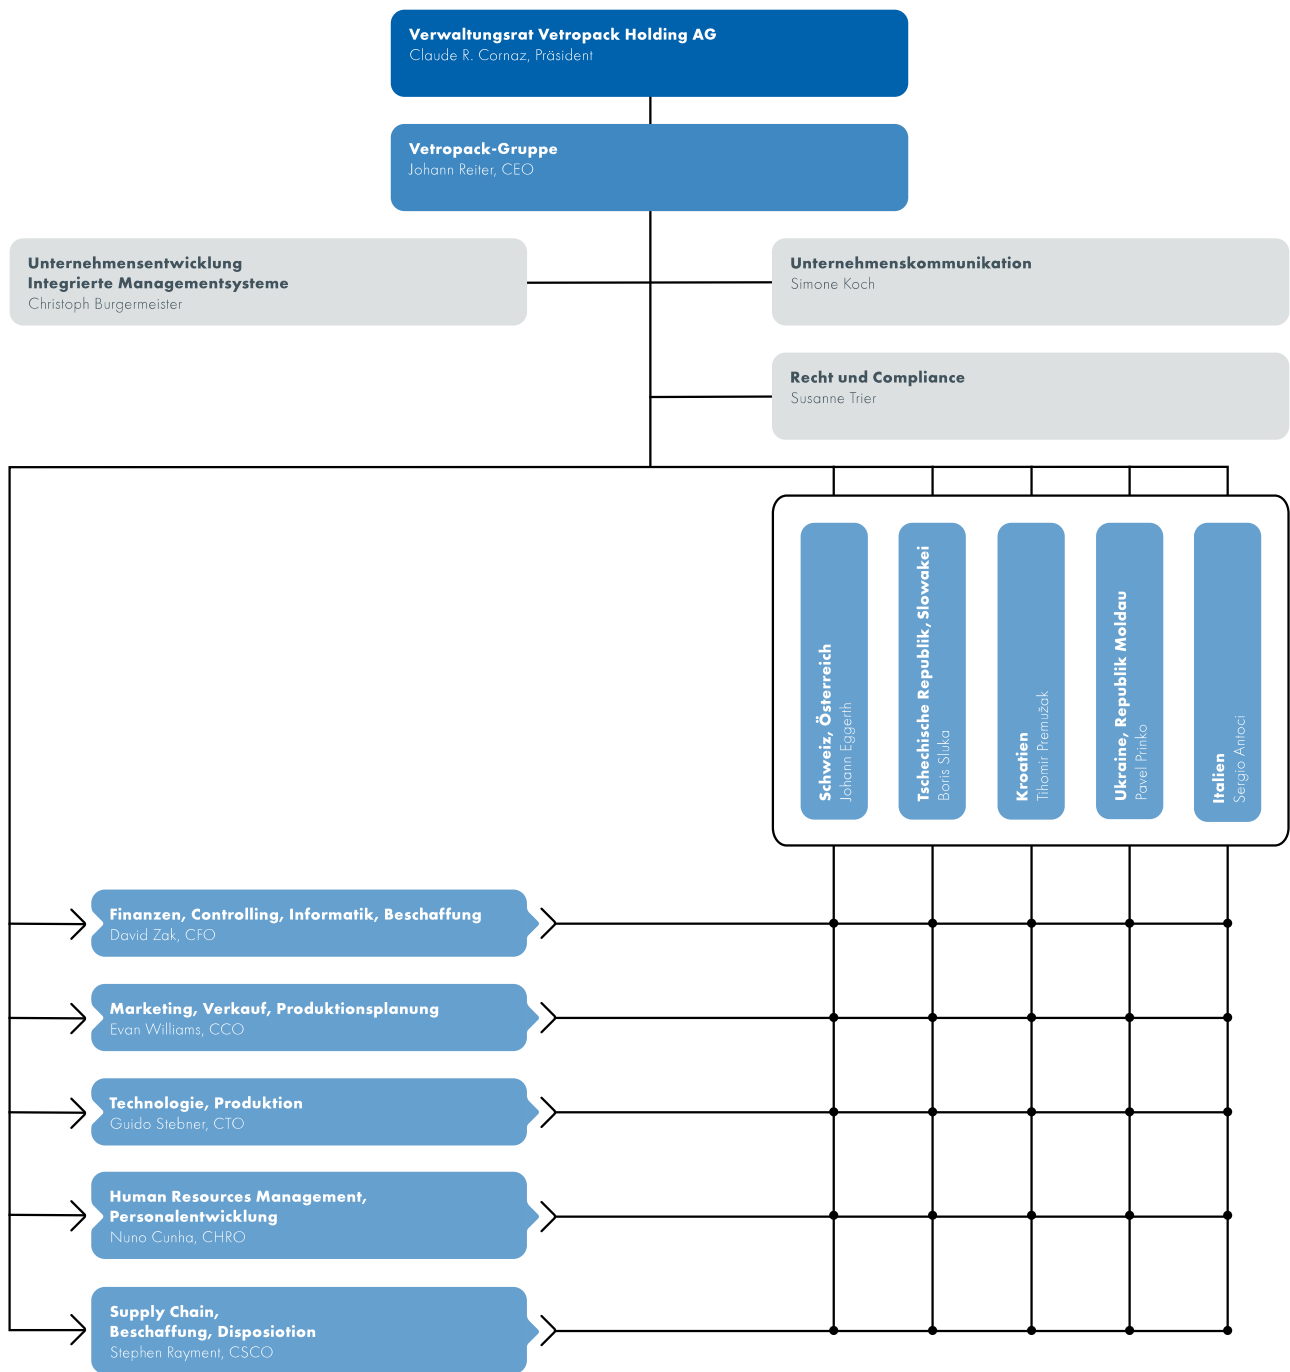 Verwaltungsrat Vetropack Holding AG
Claude R. Cornaz, Präsident
Vetropack-Gruppe
Johann Reiter, CEO
Unternehmensentwicklung
Integrierte Managementsysteme
Christoph Burgermeister
Unternehmenskommunikation
Simone Koch
Recht und Compliance
Susanne Trier
Schweiz, Österreich
Johann Eggerth
Tschechische Republik, Slowakei
Boris Sluka
Kroatien
Tihomir Premužak
Ukraine, Republik Moldau
Pavel Prinko
Italien
Sergio Antoci
Finanzen, Controlling, Informatik, Beschaffung
David Zak, CFO
Marketing, Verkauf, Produktionsplanung
Evan Williams, CCO
Technologie, Produktion
Guido Stebner, CTO
Human Resources Management,
Personalentwicklung
Nuno Cunha, CHRO
Supply Chain,
Beschaffung, Disposiotion
Stephen Rayment, CSCO